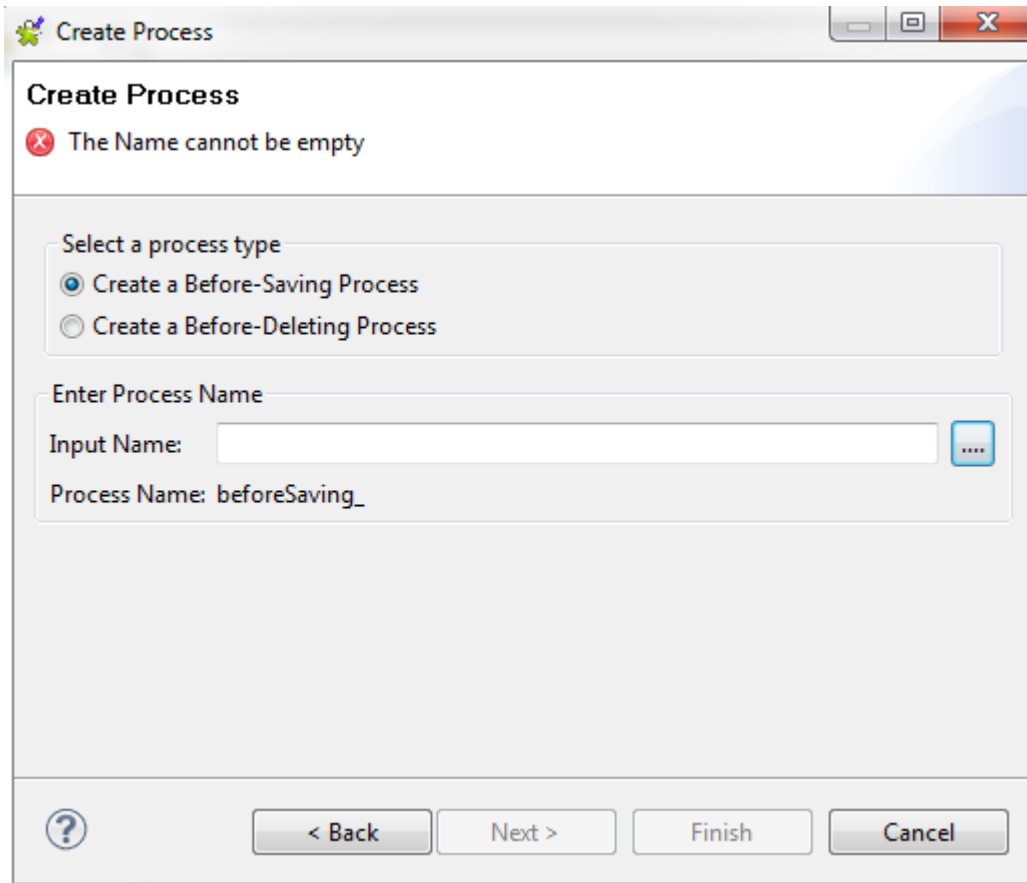 Create Process
Create Process
The Name cannot be empty
Select a process type
Create a Before-Saving Process
Create a Before-Deleting Process
Enter Process Name
Input Name:
....
Process Name: beforeSaving_
?
< Back
Next >
Finish
Cancel